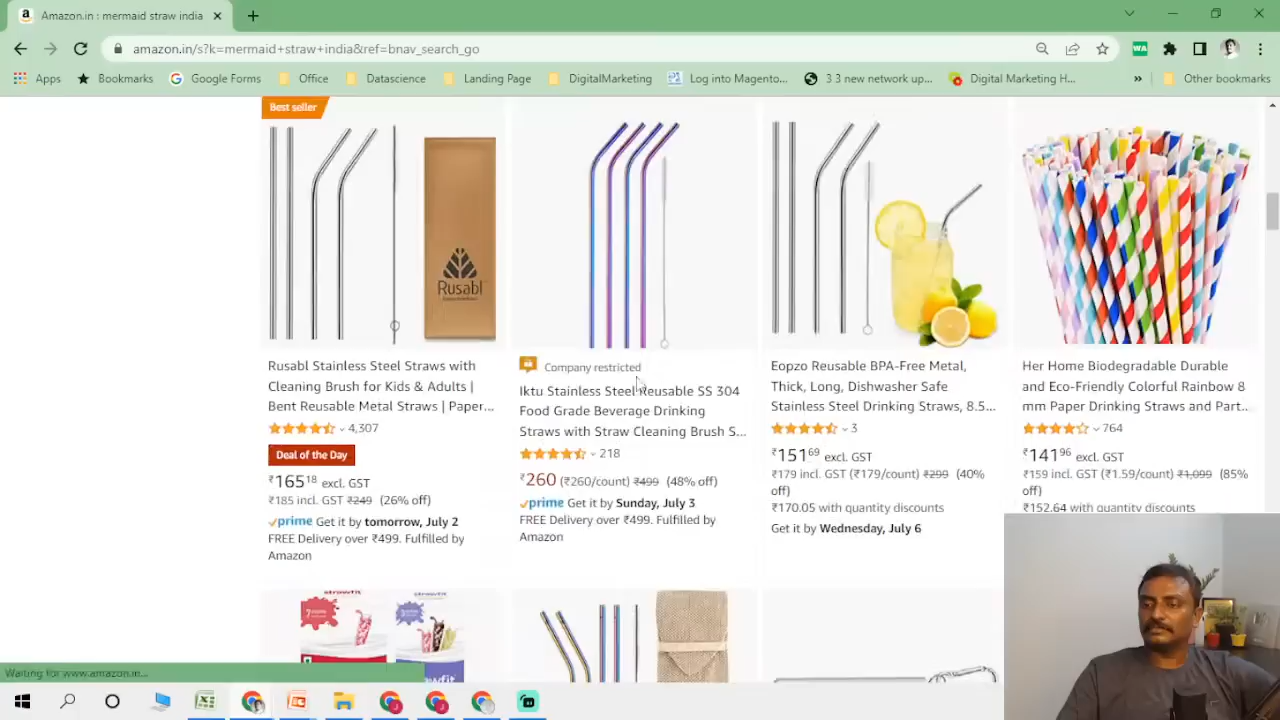 Amazon.in : mermaid straw india
amazon.in/s?k=mermaid+straw+india&ref=bnav_search_go
WA
Apps
Bookmarks
Google Forms
Office
Datascience
Landing Page
DigitalMarketing
Log into Magento...
3 3 new network up...
Digital Marketing H...
»
Other bookmarks
Best seller
Rusabl
Rusabl Stainless Steel Straws with
Cleaning Brush for Kids & Adults |
Bent Reusable Metal Straws | Paper...
4,307
Deal of the Day
₹165.18 excl. GST
₹185 incl. GST ₹249 (26% off)
prime Get it by tomorrow, July 2
FREE Delivery over ₹499. Fulfilled by
Amazon
Company restricted
Iktu Stainless Steel Reusable SS 304
Food Grade Beverage Drinking
Straws with Straw Cleaning Brush S...
218
₹260 (₹260/count) ₹499 (48% off)
prime Get it by Sunday, July 3
FREE Delivery over ₹499. Fulfilled by
Amazon
Eopzo Reusable BPA-Free Metal,
Thick, Long, Dishwasher Safe
Stainless Steel Drinking Straws, 8.5...
3
₹151.69 excl. GST
₹179 incl. GST (₹179/count) ₹299 (40%
off)
₹170.05 with quantity discounts
Get it by Wednesday, July 6
Her Home Biodegradable Durable
and Eco-Friendly Colorful Rainbow 8
mm Paper Drinking Straws and Part...
764
₹141.96 excl. GST
₹159 incl. GST (₹1.59/count) ₹1,099 (85%
off)
₹152.64 with quantity discounts
Waiting for www.amazon.in...